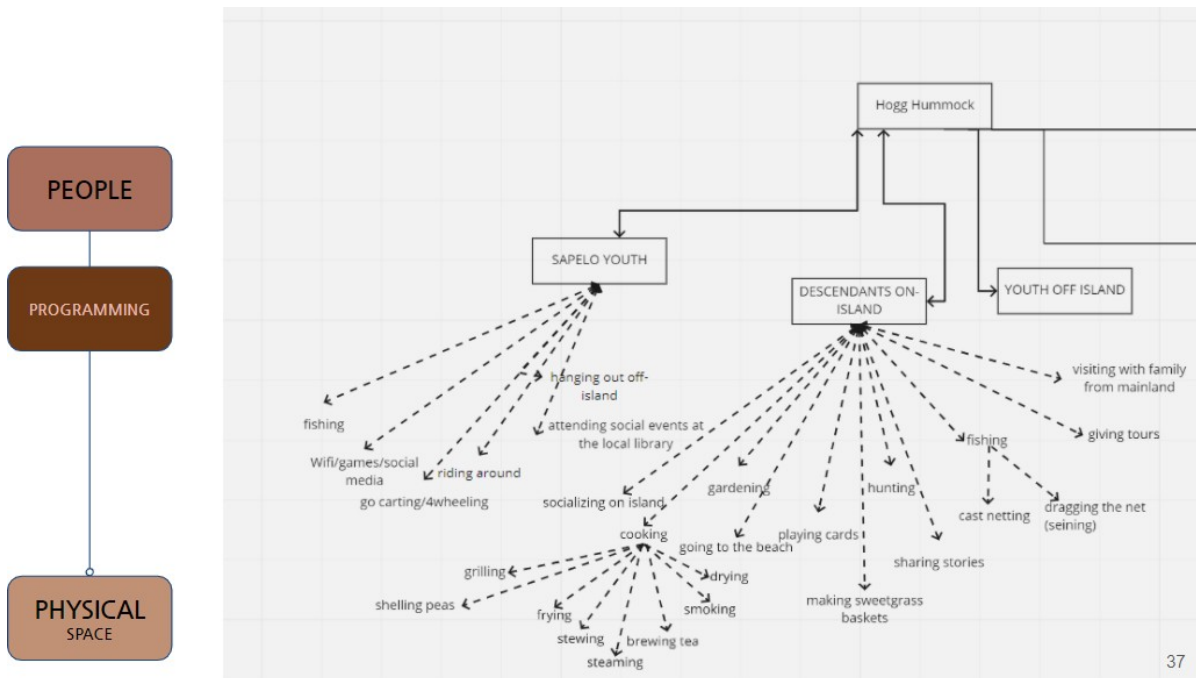 PEOPLE
PROGRAMMING
PHYSICAL
SPACE
Hogg Hummock
SAPELO YOUTH
DESCENDANTS ON-
ISLAND
YOUTH OFF ISLAND
hanging out off-
island
fishing
attending social events at
the local library
Wifi/games/social
media
riding around
go carting/4wheeling
visiting with family
from mainland
giving tours
fishing
cast netting
dragging the net
(seining)
hunting
gardening
socializing on island
cooking
going to the beach
playing cards
sharing stories
making sweetgrass
baskets
grilling
shelling peas
frying
stewing
steaming
brewing tea
smoking
drying
37